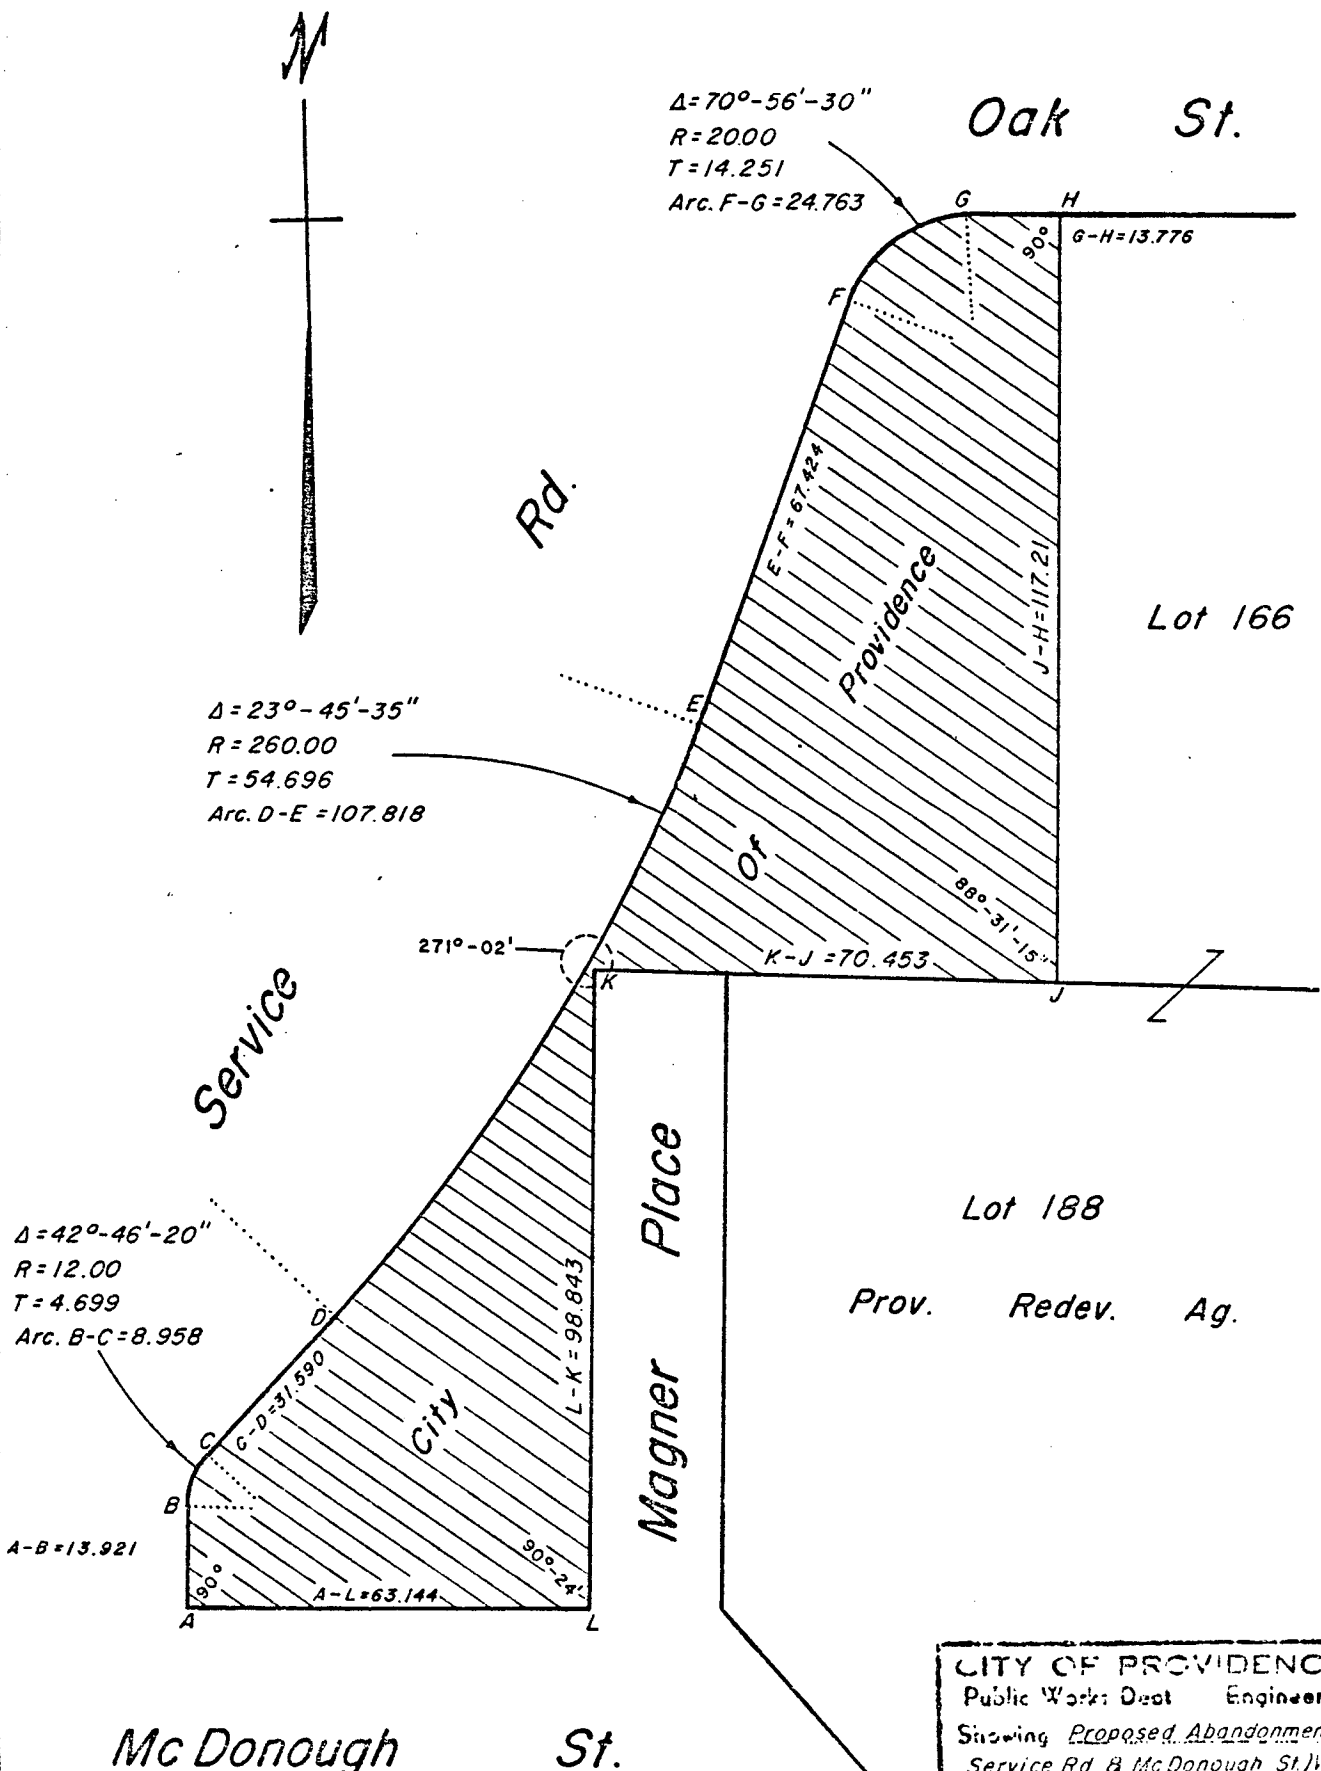 N
Δ=70°-56'-30"
R=20.00
T=14.251
Arc. F-G=24.763
Oak St.
G
H
G-H=13.776
90°
F
E-F=67.424
Rd.
Providence
J-H=117.21
Lot 166
E
Δ=23°-45'-35"
R=260.00
T=54.696
Arc. D-E=107.818
Of
88°-31'-15"
271°-02'
K
K-J=70.453
J
Z
Service
Place
Lot 188
Δ=42°-46'-20"
R=12.00
T=4.699
Arc. B-C=8.958
Prov. Redev. Ag.
D
L-K=98.843
C-D=31.590
City
Magner
C
B
A-B=13.921
90°
90°-24'
A-L=63.144
A
L
CITY OF PROVIDENC
Public Works Dept Engineer
Showing Proposed Abandonmen
Service Rd. & McDonough St.
McDonough St.